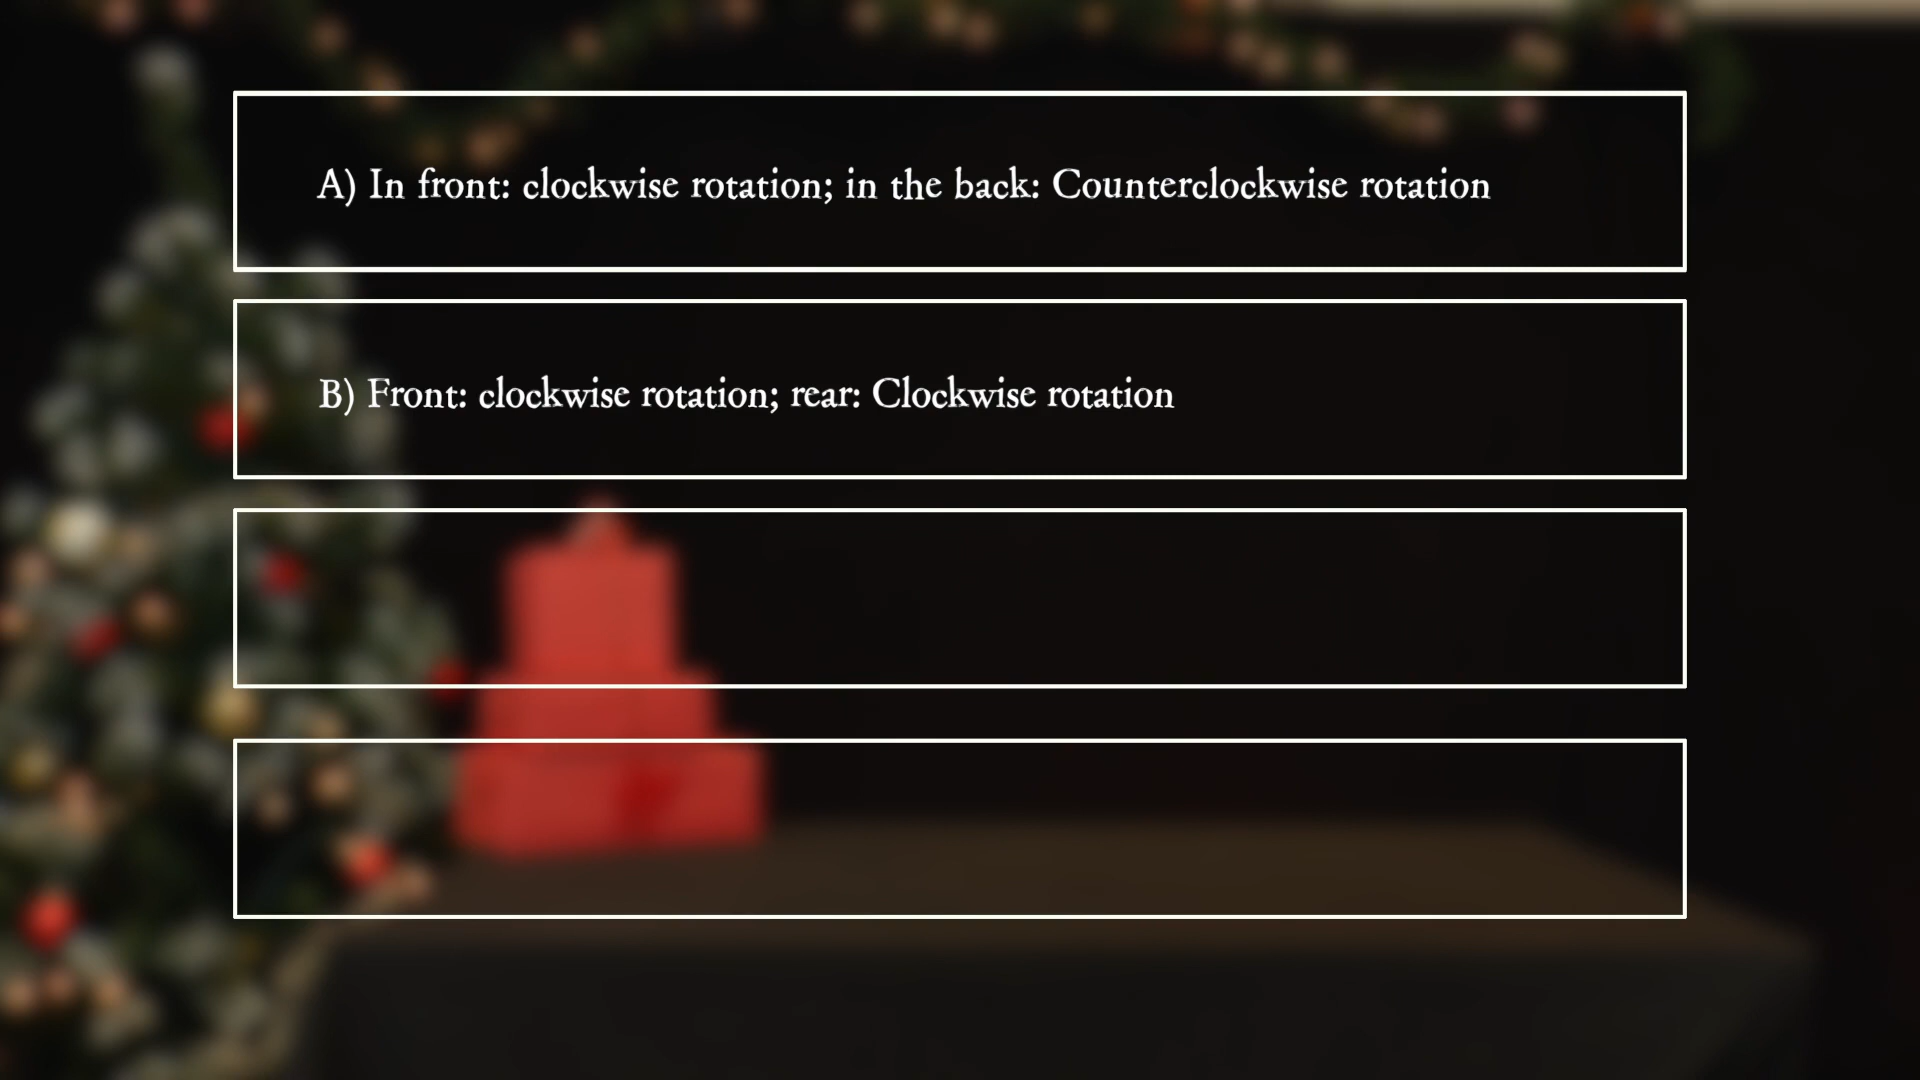 A) In front: clockwise rotation; in the back: Counterclockwise rotation
B) Front: clockwise rotation; rear: Clockwise rotation